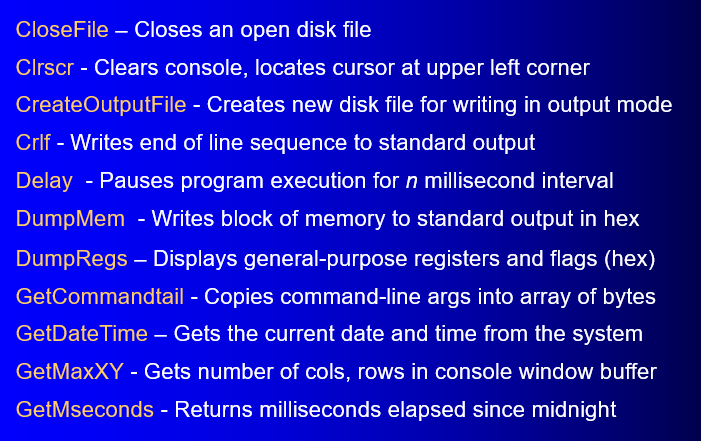 CloseFile – Closes an open disk file
Clrscr - Clears console, locates cursor at upper left corner
CreateOutputFile - Creates new disk file for writing in output mode
Crlf - Writes end of line sequence to standard output
Delay  - Pauses program execution for n millisecond interval
DumpMem  - Writes block of memory to standard output in hex
DumpRegs – Displays general-purpose registers and flags (hex)
GetCommandtail - Copies command-line args into array of bytes
GetDateTime – Gets the current date and time from the system
GetMaxXY - Gets number of cols, rows in console window buffer
GetMseconds - Returns milliseconds elapsed since midnight